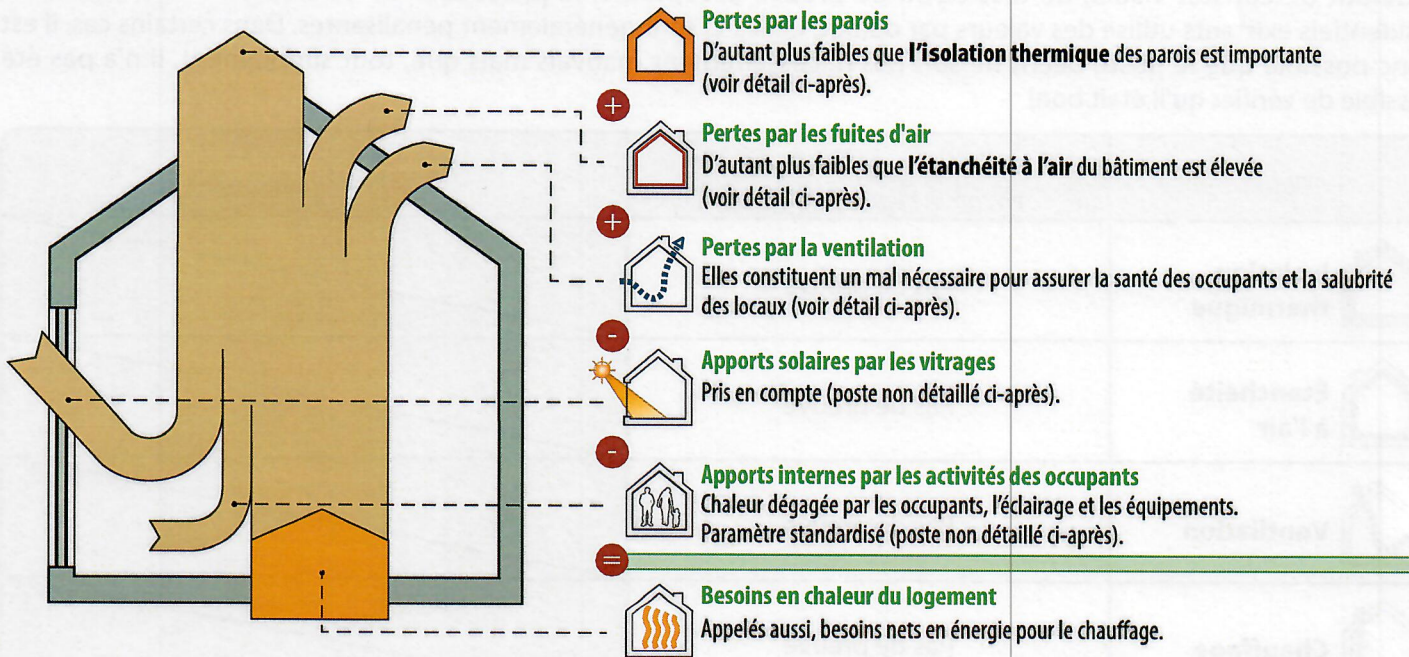 Pertes par les parois
D'autant plus faibles que l'isolation thermique des parois est importante
(voir détail ci-après).
+
Pertes par les fuites d'air
D'autant plus faibles que l'étanchéité à l'air du bâtiment est élevée
(voir détail ci-après).
+
Pertes par la ventilation
Elles constituent un mal nécessaire pour assurer la santé des occupants et la salubrité
des locaux (voir détail ci-après).
-
Apports solaires par les vitrages
Pris en compte (poste non détaillé ci-après).
-
Apports internes par les activités des occupants
Chaleur dégagée par les occupants, l'éclairage et les équipements.
Paramètre standardisé (poste non détaillé ci-après).
=
Besoins en chaleur du logement
Appelés aussi, besoins nets en énergie pour le chauffage.